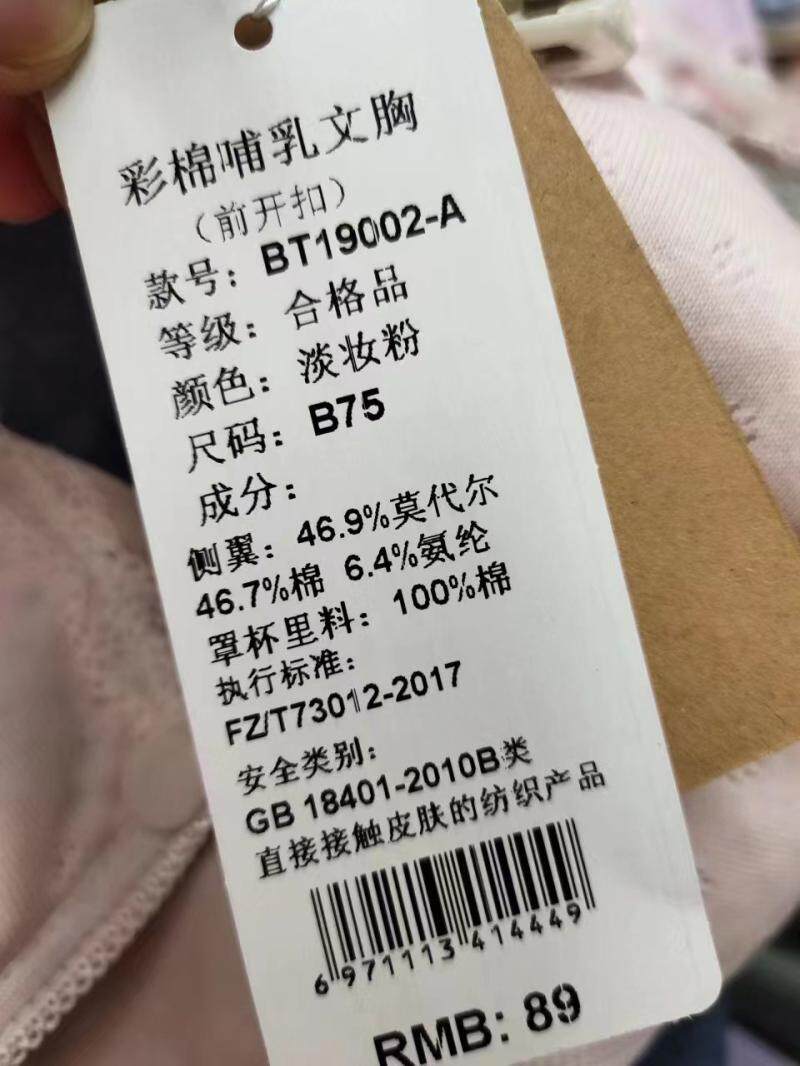 彩棉哺乳文胸
（前开扣）
款号：BT19002-A
等级：合格品
颜色：淡妆粉
尺码：B75
成分：
侧翼：46.9%莫代尔
46.7%棉 6.4%氨纶
罩杯里料：100%棉
执行标准：
FZ/T73012-2017
安全类别：
GB 18401-2010B类
直接接触皮肤的纺织产品
6971113414449
RMB: 89